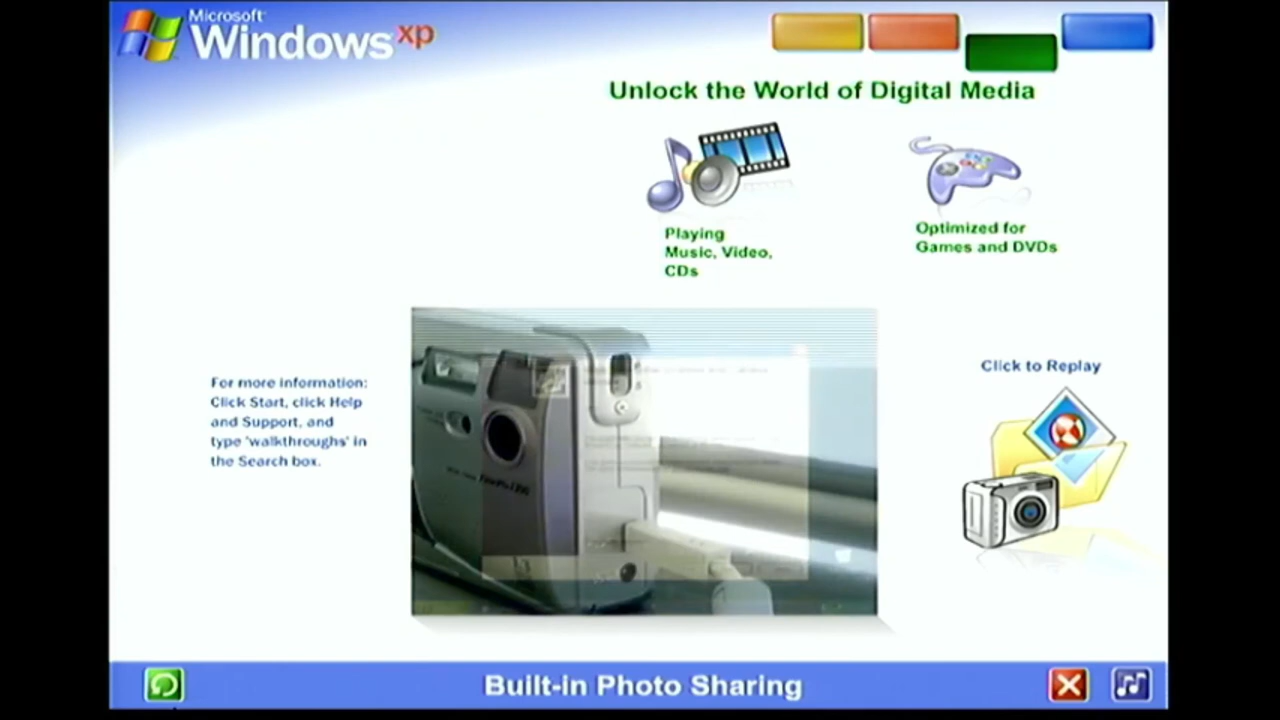 Microsoft
Windows xp
Unlock the World of Digital Media
Playing
Music, Video,
CDs
Optimized for
Games and DVDs
Click to Replay
For more information:
Click Start, click Help
and Support, and
type 'walkthroughs' in
the Search box.
Built-in Photo Sharing